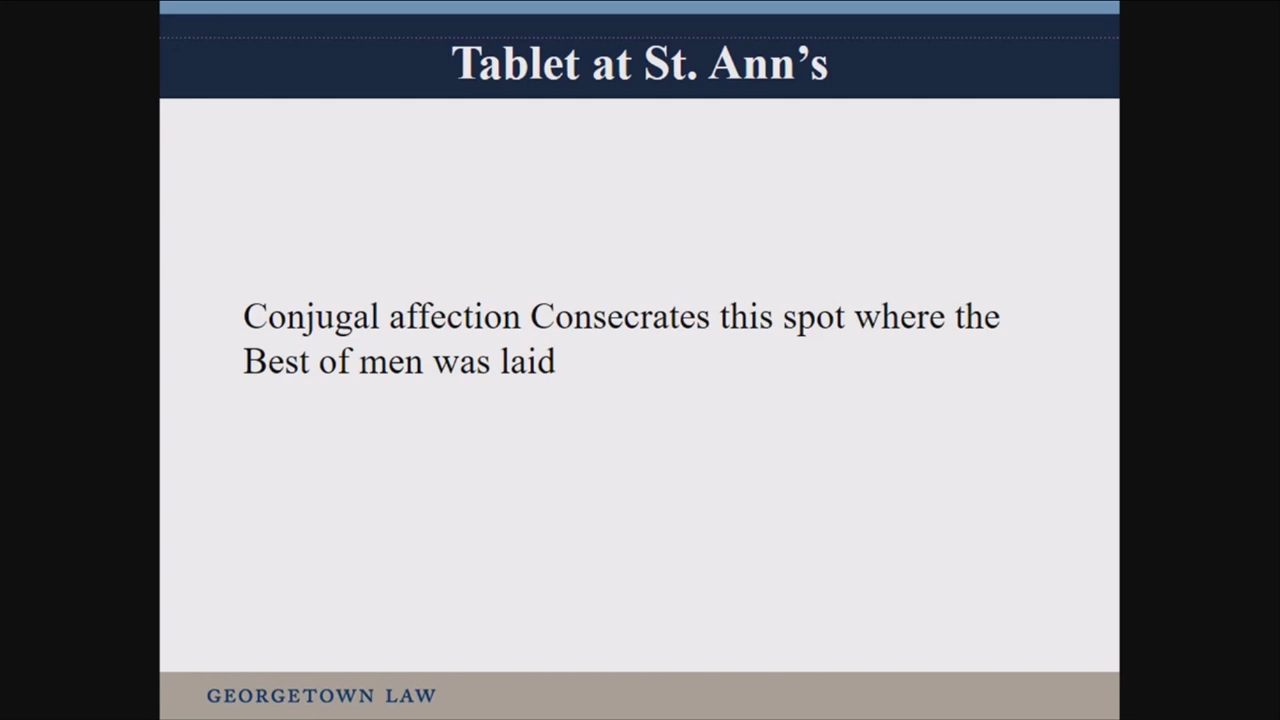 Tablet at St. Ann’s
Conjugal affection Consecrates this spot where the
Best of men was laid
GEORGETOWN LAW